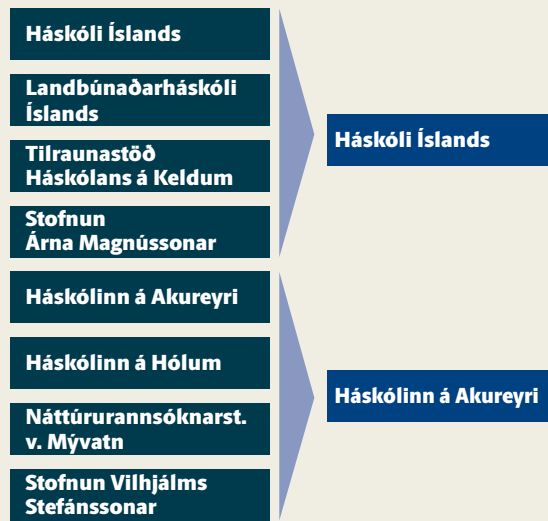 Háskóli Íslands
Landbúnaðarháskóli
Íslands
Tilraunastöð
Háskólans á Keldum
Stofnun
Árna Magnússonar
Háskóli Íslands
Háskólinn á Akureyri
Háskólinn á Hólum
Náttúrurannsóknarst.
v. Mývatn
Stofnun Vilhjálms
Stefánssonar
Háskólinn á Akureyri